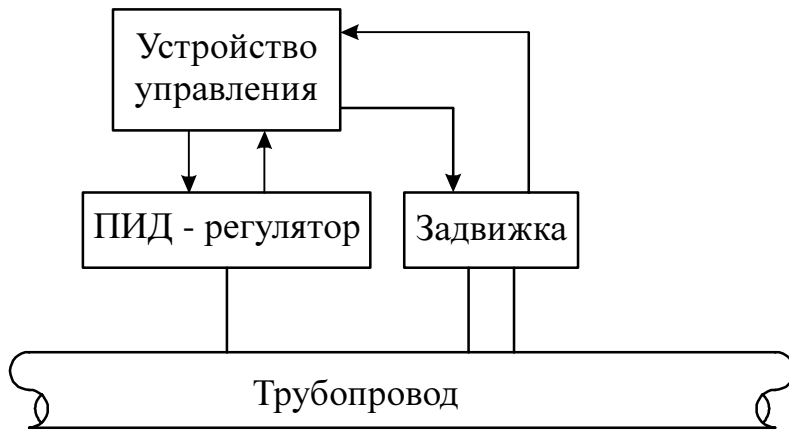 Устройство
управления
ПИД - регулятор
Задвижка
Трубопровод